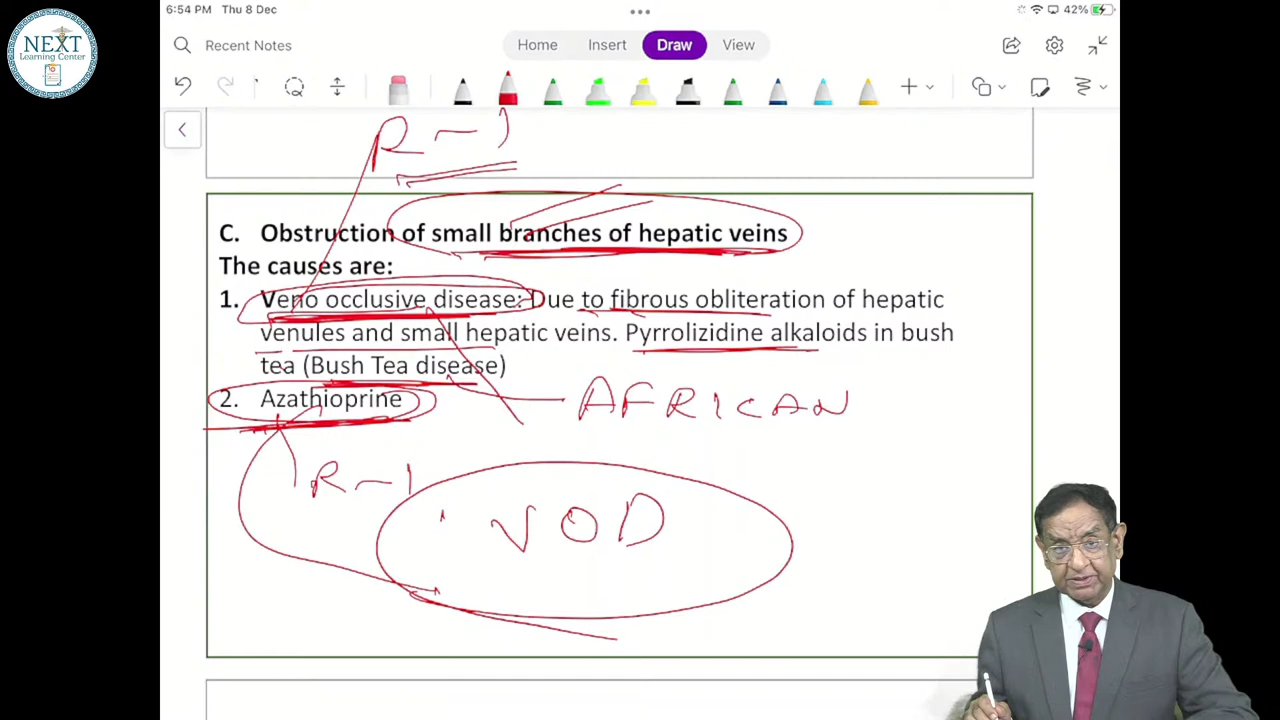 6:54 PM Thu 8 Dec
42%
NEXT
Learning Center
Recent Notes
Home Insert Draw View
R-1
C. Obstruction of small branches of hepatic veins
The causes are:
1. Veno occlusive disease: Due to fibrous obliteration of hepatic
venules and small hepatic veins. Pyrrolizidine alkaloids in bush
tea (Bush Tea disease)
2. Azathioprine
AFRICAN
R-1
VOD